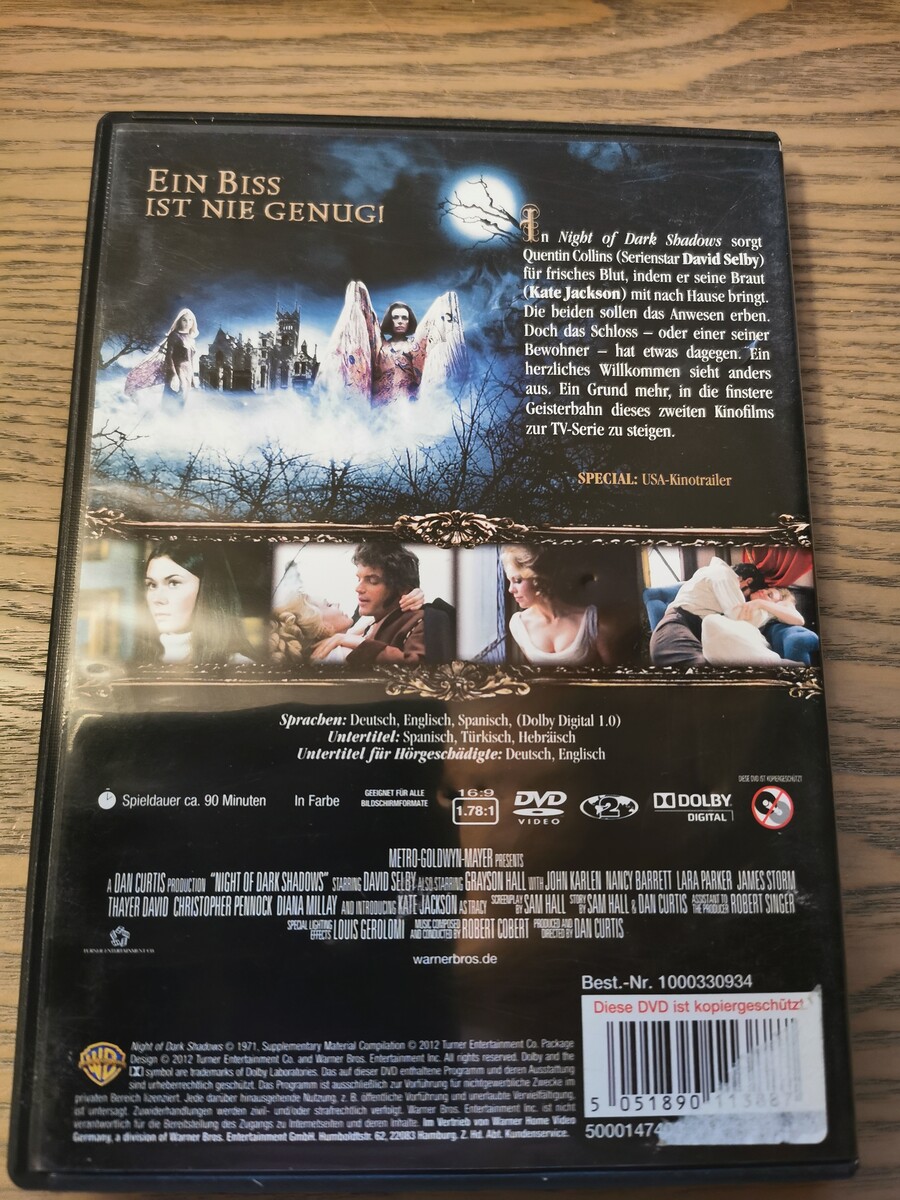 EIN BISS
IST NIE GENUG!
In Night of Dark Shadows sorgt
Quentin Collins (Serienstar David Selby)
für frisches Blut, indem er seine Braut
(Kate Jackson) mit nach Hause bringt.
Die beiden sollen das Anwesen erben.
Doch das Schloss – oder einer seiner
Bewohner – hat etwas dagegen. Ein
herzliches Willkommen sieht anders
aus. Ein Grund mehr, in die finstere
Geisterbahn dieses zweiten Kinofilms
zur TV-Serie zu steigen.
SPECIAL: USA-Kinotrailer
Sprachen: Deutsch, Englisch, Spanisch, (Dolby Digital 1.0)
Untertitel: Spanisch, Türkisch, Hebräisch
Untertitel für Hörgeschädigte: Deutsch, Englisch
DIESE DVD IST KOPIERGESCHÜTZT
Spieldauer ca. 90 Minuten
In Farbe
GEEIGNET FÜR ALLE
BILDSCHIRMFORMATE
16:9
1.78:1
DVD
VIDEO
2
DOLBY
DIGITAL
METRO-GOLDWYN-MAYER PRESENTS
A DAN CURTIS PRODUCTION "NIGHT OF DARK SHADOWS" STARRING DAVID SELBY ALSO STARRING GRAYSON HALL WITH JOHN KARLEN NANCY BARRETT LARA PARKER JAMES STORM
THAYER DAVID CHRISTOPHER PENNOCK DIANA MILLAY AND INTRODUCING KATE JACKSON AS TRACY SCREENPLAY BY SAM HALL STORY BY SAM HALL & DAN CURTIS ASSISTANT TO THE PRODUCER ROBERT SINGER
SPECIAL LIGHTING EFFECTS LOUIS GEROLOMI MUSIC COMPOSED AND CONDUCTED BY ROBERT COBERT PRODUCED AND DIRECTED BY DAN CURTIS
TURNER ENTERTAINMENT CO.
warnerbros.de
Best.-Nr. 1000330934
Diese DVD ist kopiergeschützt!
5 051890
50001474
WB
Night of Dark Shadows © 1971, Supplementary Material Compilation © 2012 Turner Entertainment Co. Package
Design © 2012 Turner Entertainment Co. and Warner Bros. Entertainment Inc. All rights reserved. Dolby and the
symbol are trademarks of Dolby Laboratories. Das auf dieser DVD enthaltene Programm und deren Ausstattung
sind urheberrechtlich geschützt. Das Programm ist ausschließlich zur Vorführung für nichtgewerbliche Zwecke im
privaten Bereich lizenziert. Jede darüber hinausgehende Nutzung, z. B. öffentliche Vorführung und unerlaubte Vervielfältigung,
ist untersagt. Zuwiderhandlungen werden zivil- und/oder strafrechtlich verfolgt. Warner Bros. Entertainment Inc. ist nicht
verantwortlich für die Bereitstellung des Zugangs zu Internetseiten und deren Inhalte. Im Vertrieb von Warner Home Video
Germany, a division of Warner Bros. Entertainment GmbH. Humboldtstr. 62, 22083 Hamburg, Z. Hd. Abt. Kundenservice.